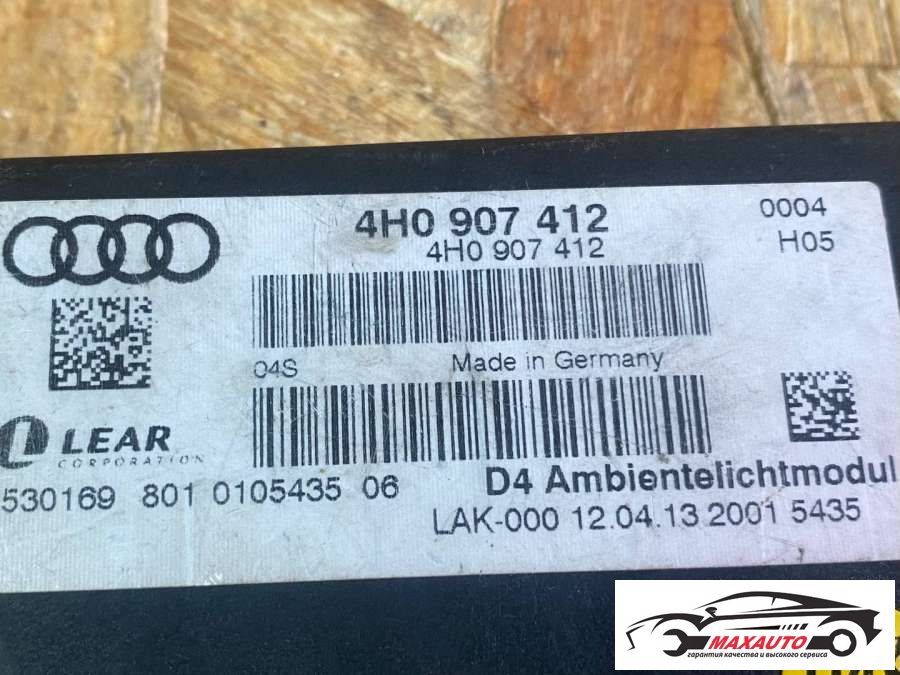 4H0 907 412
0004
4H0 907 412
H05
04S
Made in Germany
LEAR
CORPORATION
530169 801 0105435 06
D4 Ambientelichtmodul
LAK-000 12.04.13 2001 5435
MAXAUTO
гарантия качества и высокого сервиса